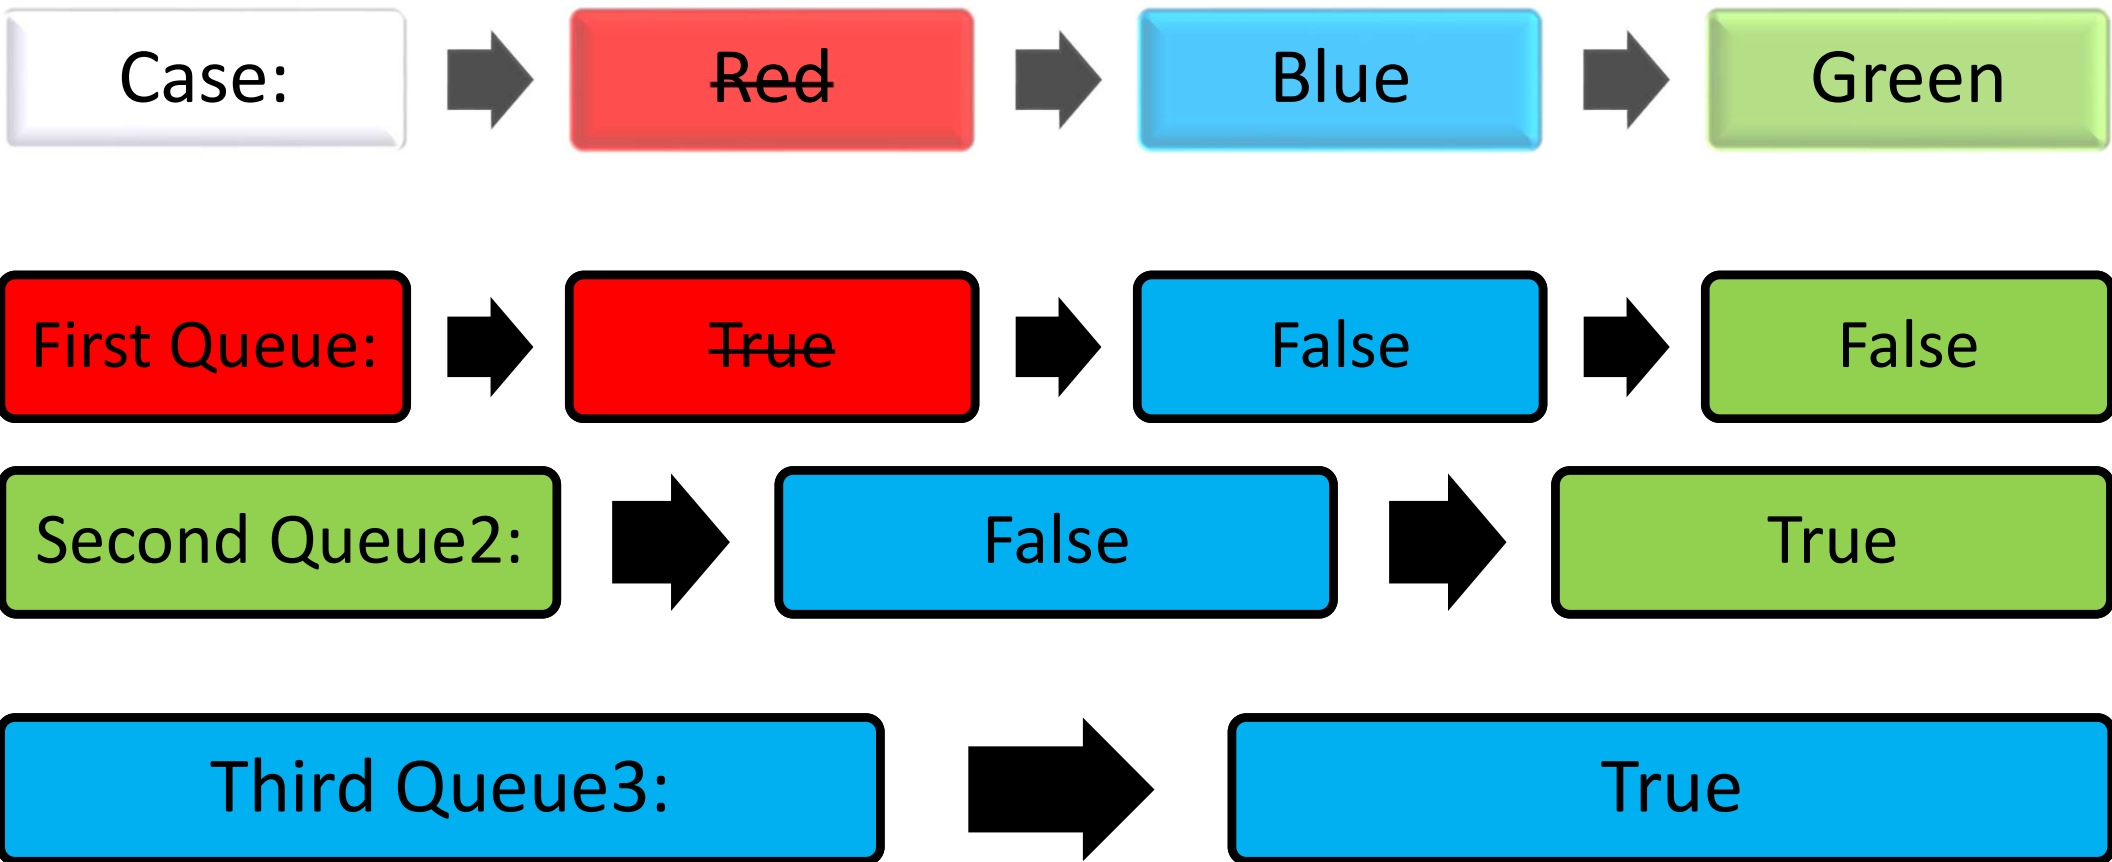 Case: Red Blue Green
First Queue: True False False
Second Queue2: False True
Third Queue3: True